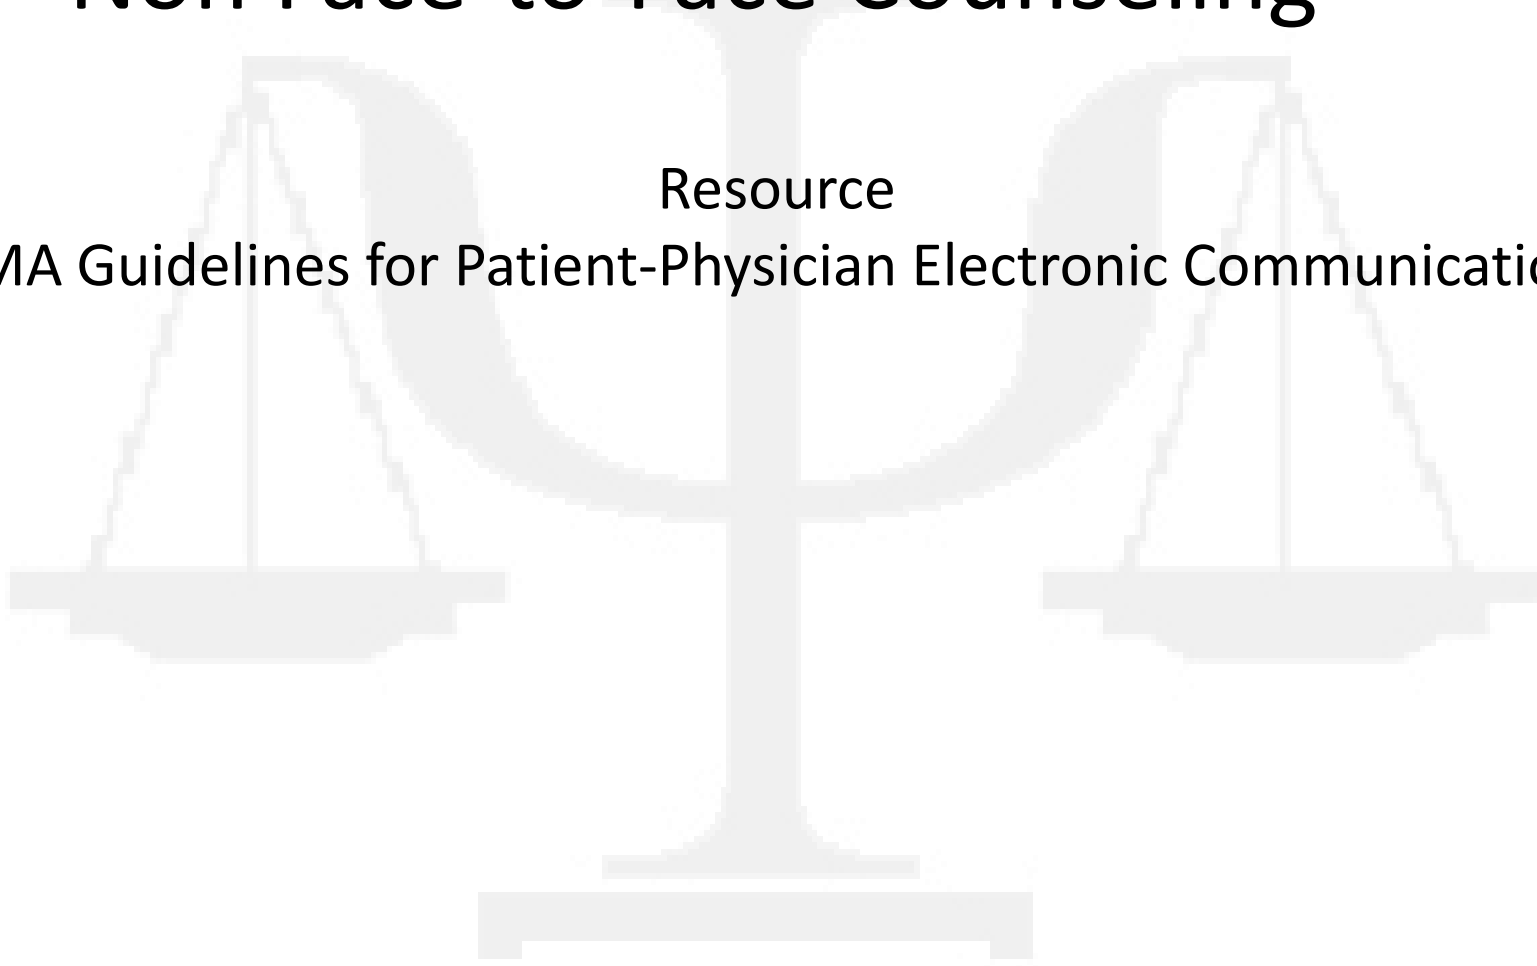 Non Face-to-Face Counseling
Resource
MA Guidelines for Patient-Physician Electronic Communicatio